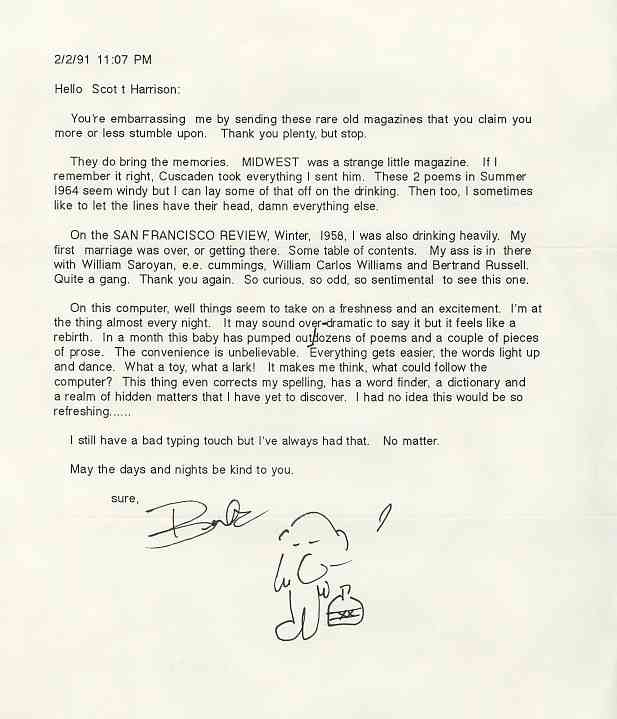 2/2/91 11:07 PM
Hello Scot t Harrison:
You're embarrassing me by sending these rare old magazines that you claim you
more or less stumble upon. Thank you plenty, but stop.
They do bring the memories. MIDWEST was a strange little magazine. If I
remember it right, Cuscaden took everything I sent him. These 2 poems in Summer
1964 seem windy but I can lay some of that off on the drinking. Then too, I sometimes
like to let the lines have their head, damn everything else.
On the SAN FRANCISCO REVIEW, Winter, 1958, I was also drinking heavily. My
first marriage was over, or getting there. Some table of contents. My ass is in there
with William Saroyan, e.e. cummings, William Carlos Williams and Bertrand Russell.
Quite a gang. Thank you again. So curious, so odd, so sentimental to see this one.
On this computer, well things seem to take on a freshness and an excitement. I'm at
the thing almost every night. It may sound over-dramatic to say it but it feels like a
rebirth. In a month this baby has pumped out dozens of poems and a couple of pieces
of prose. The convenience is unbelievable. Everything gets easier, the words light up
and dance. What a toy, what a lark! It makes me think, what could follow the
computer? This thing even corrects my spelling, has a word finder, a dictionary and
a realm of hidden matters that I have yet to discover. I had no idea this would be so
refreshing......
I still have a bad typing touch but I've always had that. No matter.
May the days and nights be kind to you.
sure,
XX